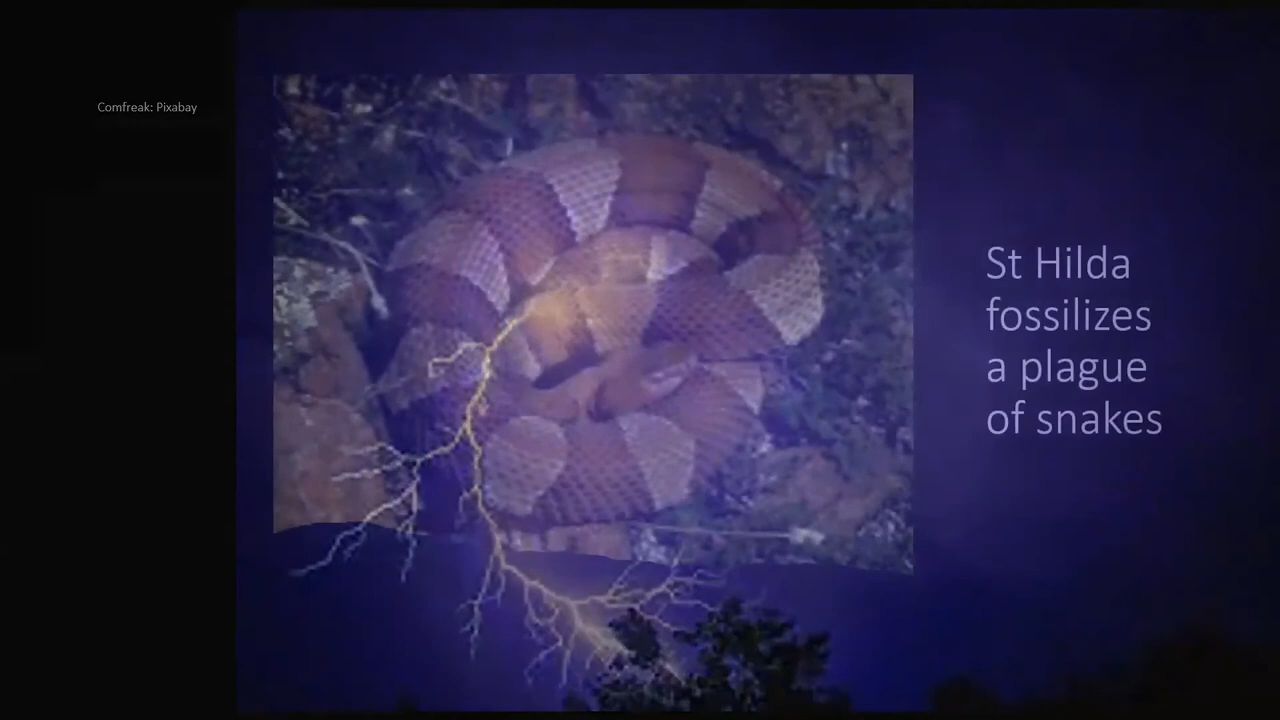 Comfreak: Pixabay
St Hilda
fossilizes
a plague
of snakes